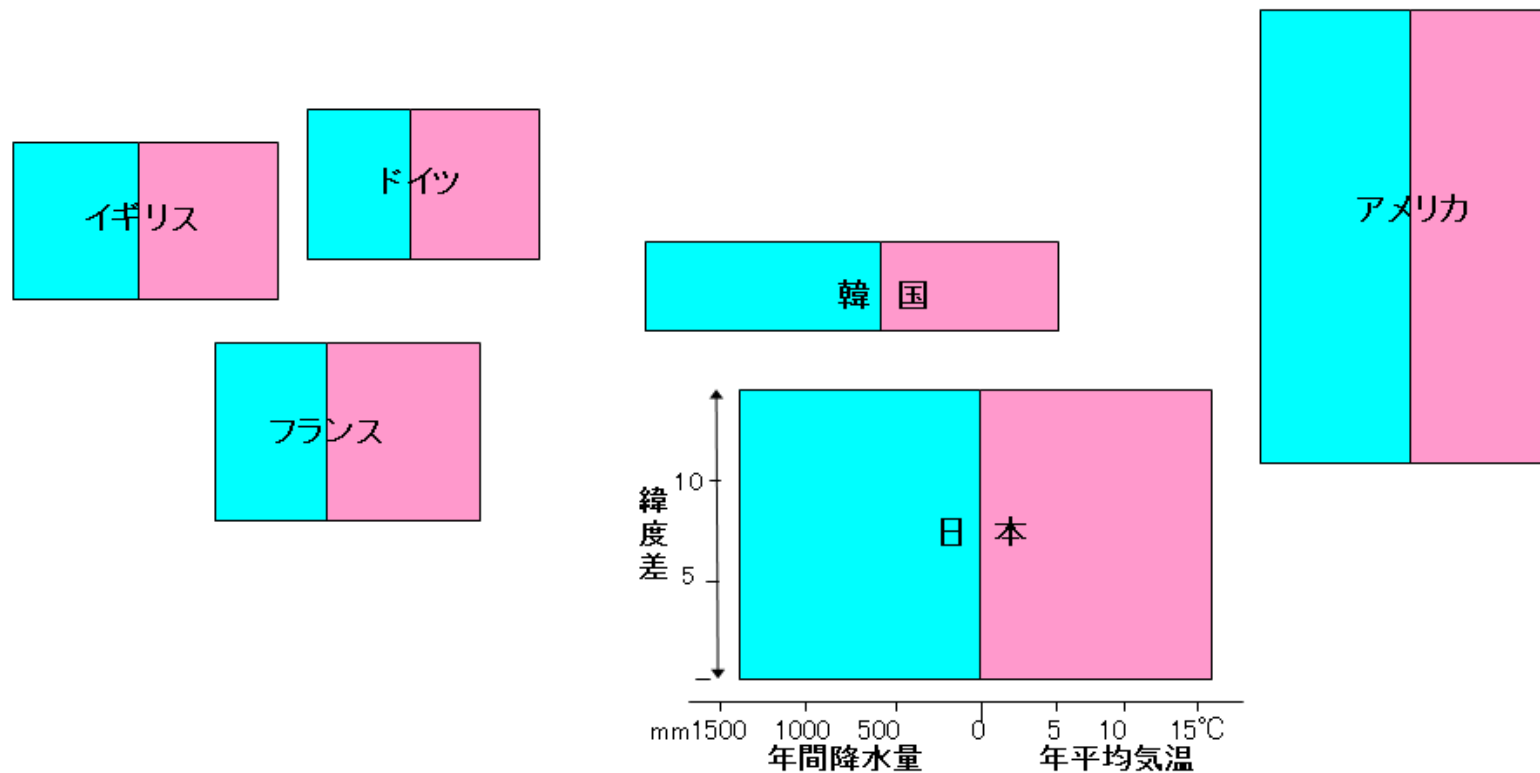 ドイツ
イギリス
アメリカ
韓国
フランス
日本
緯度差
10
5
mm1500 1000 500 0 5 10 15℃
年間降水量 年平均気温